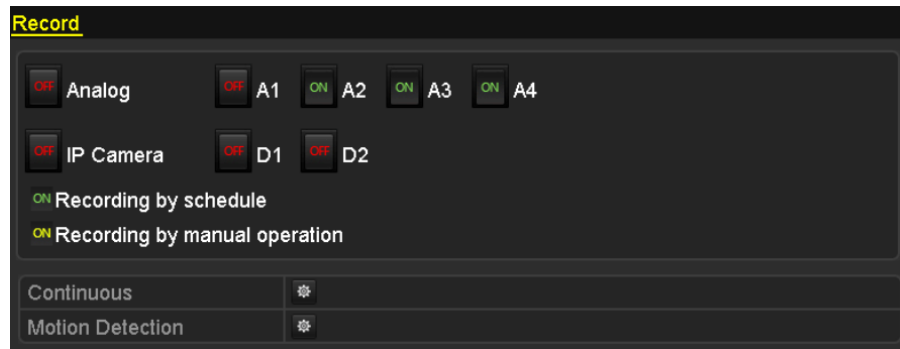 Record
OFF Analog OFF A1 ON A2 ON A3 ON A4
OFF IP Camera OFF D1 OFF D2
ON Recording by schedule
ON Recording by manual operation
Continuous
Motion Detection